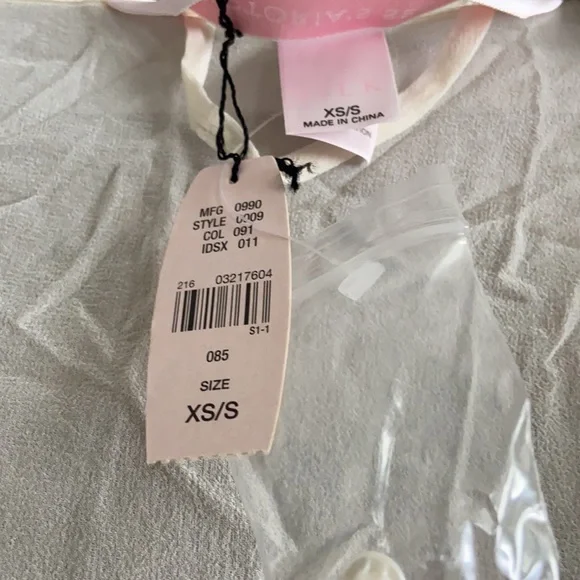 XS/S
MADE IN CHINA
MFG 0990
STYLE 0009
COL 091
IDSX 011
216 03217604
S1-1
085
SIZE
XS/S